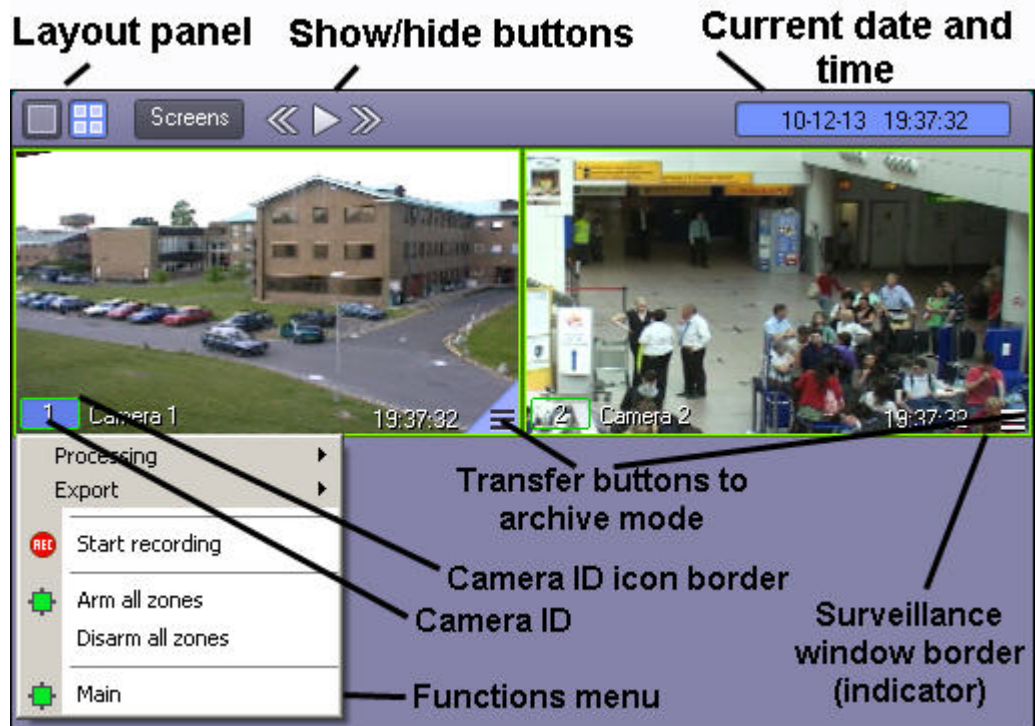 Layout panel
Show/hide buttons
Current date and
time
Screens
10-12-13 19:37:32
1
Camera 1
19:37:32
2
Camera 2
19:37:32
Processing
Export
REC
Start recording
Arm all zones
Disarm all zones
Main
Transfer buttons to
archive mode
Camera ID icon border
Camera ID
Functions menu
Surveillance
window border
(indicator)